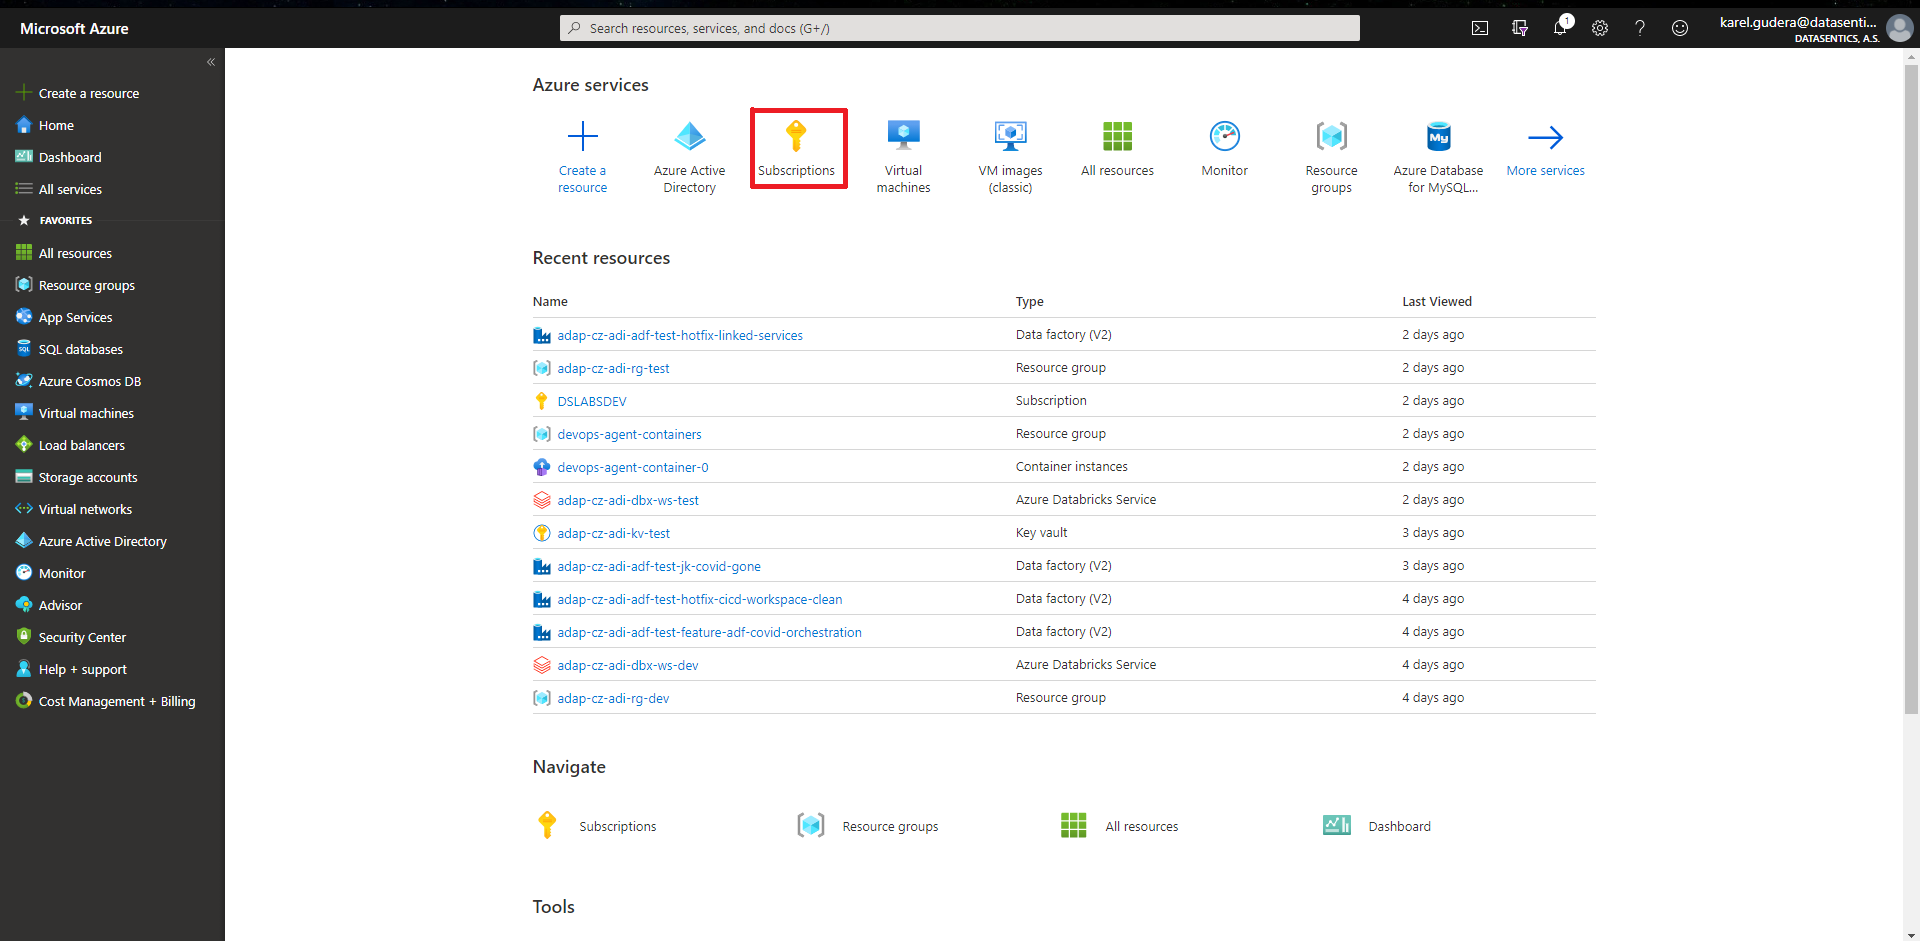 Microsoft Azure
Search resources, services, and docs (G+/)
1
karel.gudera@datasenti...
DATASENTICS, A.S.
«
Create a resource
Home
Dashboard
All services
FAVORITES
All resources
Resource groups
App Services
SQL databases
Azure Cosmos DB
Virtual machines
Load balancers
Storage accounts
Virtual networks
Azure Active Directory
Monitor
Advisor
Security Center
Help + support
Cost Management + Billing
Azure services
Create a
resource
Azure Active
Directory
Subscriptions
Virtual
machines
VM images
(classic)
All resources
Monitor
Resource
groups
My
Azure Database
for MySQL...
More services
Recent resources
Name Type Last Viewed
adap-cz-adi-adf-test-hotfix-linked-services Data factory (V2) 2 days ago
adap-cz-adi-rg-test Resource group 2 days ago
DSLABSDEV Subscription 2 days ago
devops-agent-containers Resource group 2 days ago
devops-agent-container-0 Container instances 2 days ago
adap-cz-adi-dbx-ws-test Azure Databricks Service 2 days ago
adap-cz-adi-kv-test Key vault 3 days ago
adap-cz-adi-adf-test-jk-covid-gone Data factory (V2) 3 days ago
adap-cz-adi-adf-test-hotfix-cicd-workspace-clean Data factory (V2) 4 days ago
adap-cz-adi-adf-test-feature-adf-covid-orchestration Data factory (V2) 4 days ago
adap-cz-adi-dbx-ws-dev Azure Databricks Service 4 days ago
adap-cz-adi-rg-dev Resource group 4 days ago
Navigate
Subscriptions Resource groups All resources Dashboard
Tools